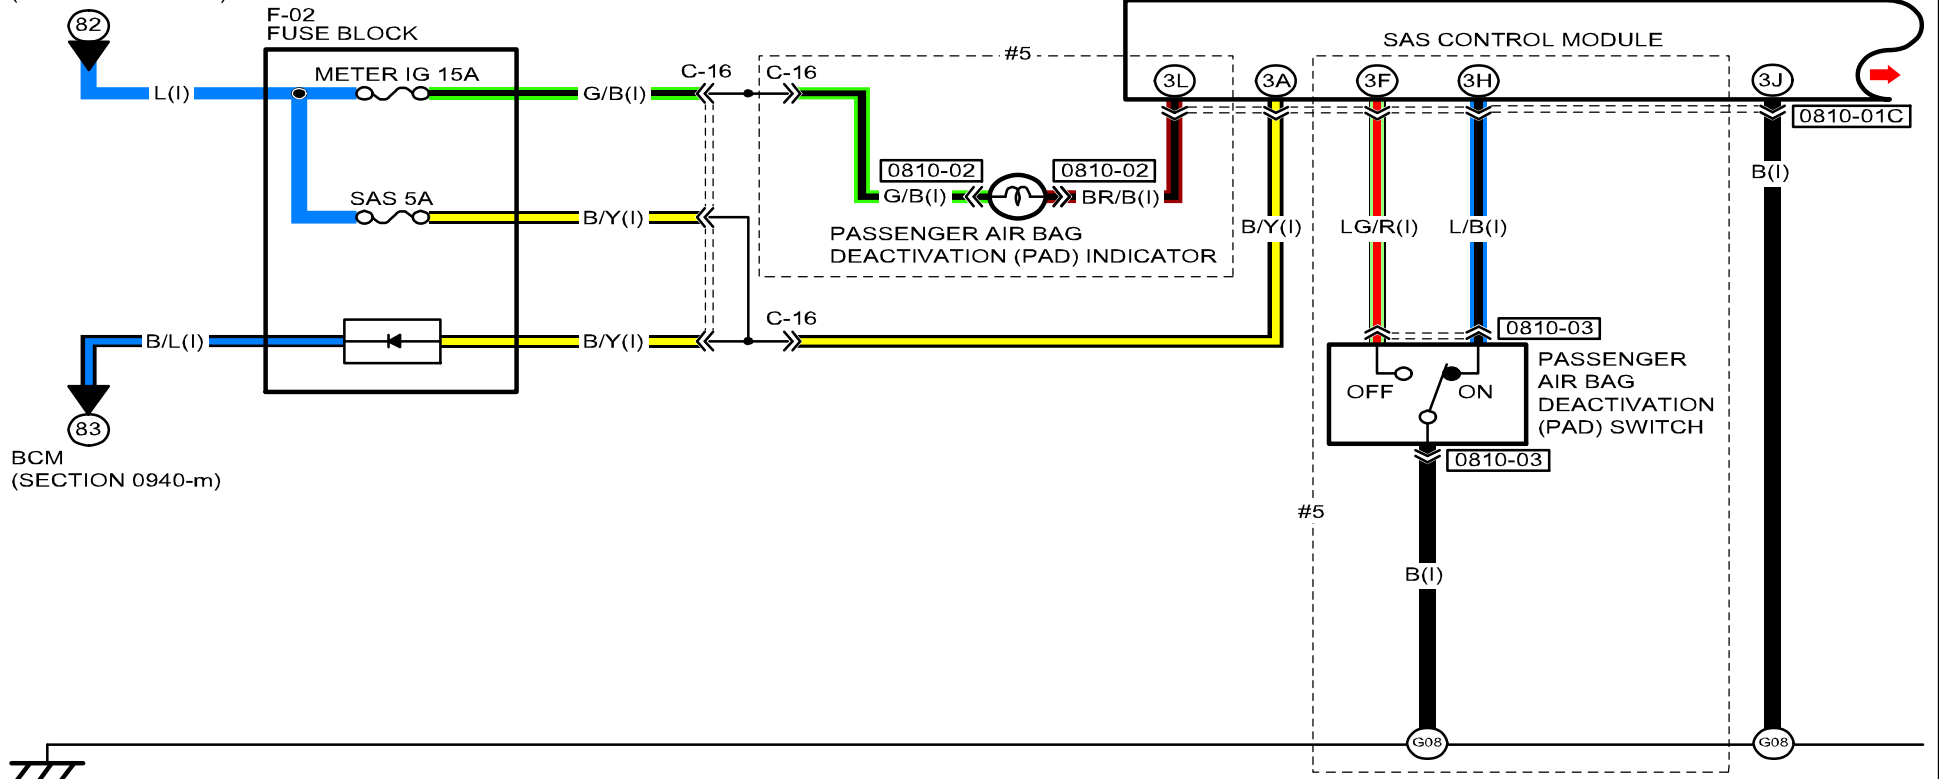 82
F-02
FUSE BLOCK
METER IG 15A
L(I)
G/B(I)
C-16
C-16
#5
SAS CONTROL MODULE
3L
3A
3F
3H
3J
0810-01C
0810-02
0810-02
G/B(I)
BR/B(I)
B(I)
SAS 5A
B/Y(I)
PASSENGER AIR BAG
DEACTIVATION (PAD) INDICATOR
B/Y(I)
LG/R(I)
L/B(I)
B/L(I)
B/Y(I)
C-16
0810-03
OFF
ON
PASSENGER
AIR BAG
DEACTIVATION
(PAD) SWITCH
83
BCM
(SECTION 0940-m)
0810-03
#5
B(I)
G08
G08